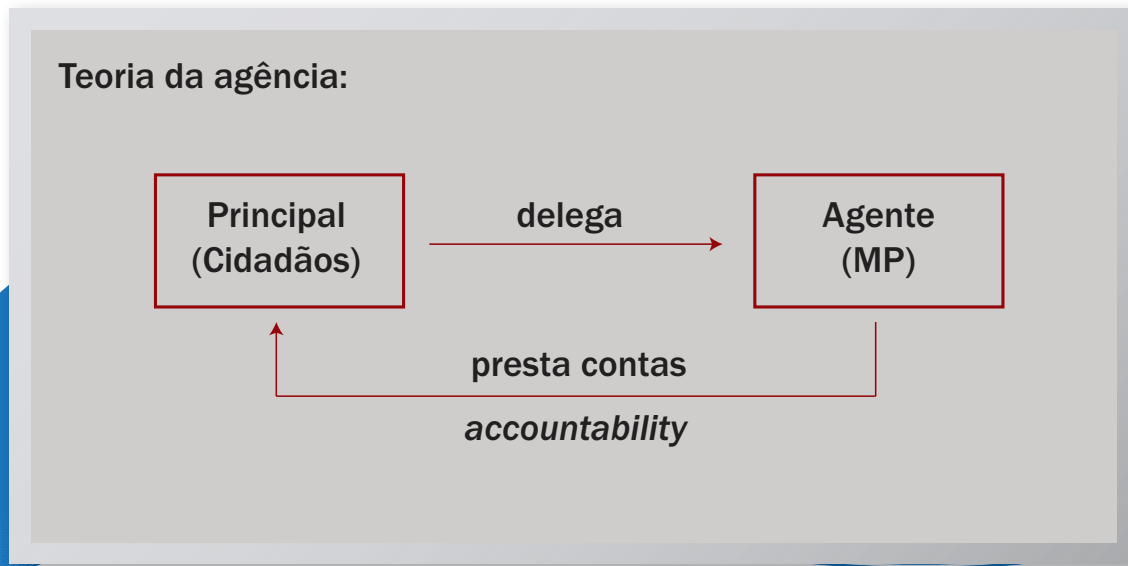 Teoria da agência:
Principal
(Cidadãos)
delega
Agente
(MP)
presta contas
accountability